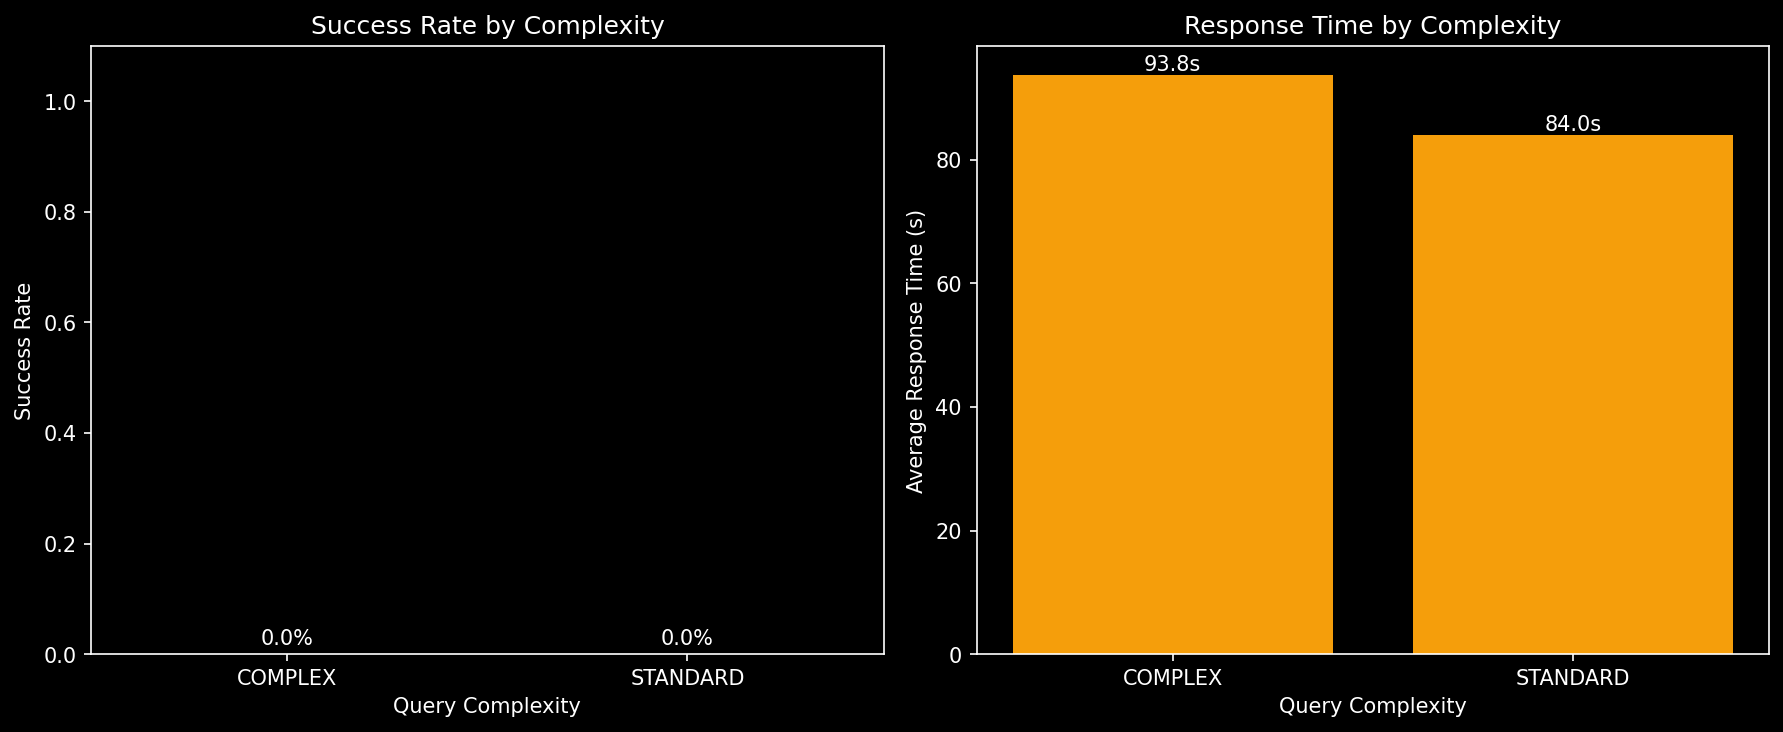 Success Rate by Complexity
1.0
0.8
0.6
0.4
0.2
0.0
Success Rate
0.0%
0.0%
COMPLEX
STANDARD
Query Complexity
Response Time by Complexity
93.8s
84.0s
80
60
40
20
0
Average Response Time (s)
COMPLEX
STANDARD
Query Complexity